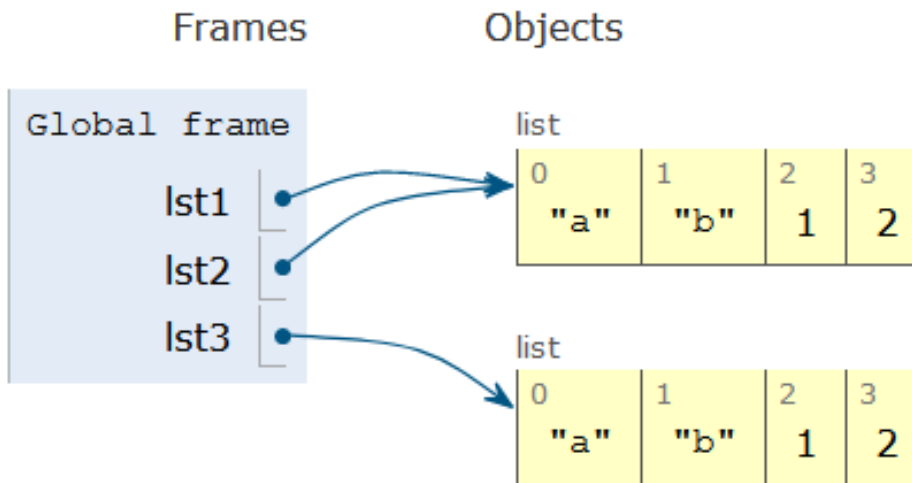 Frames Objects
Global frame
lst1
lst2
lst3
list
0 1 2 3
"a" "b" 1 2
list
0 1 2 3
"a" "b" 1 2